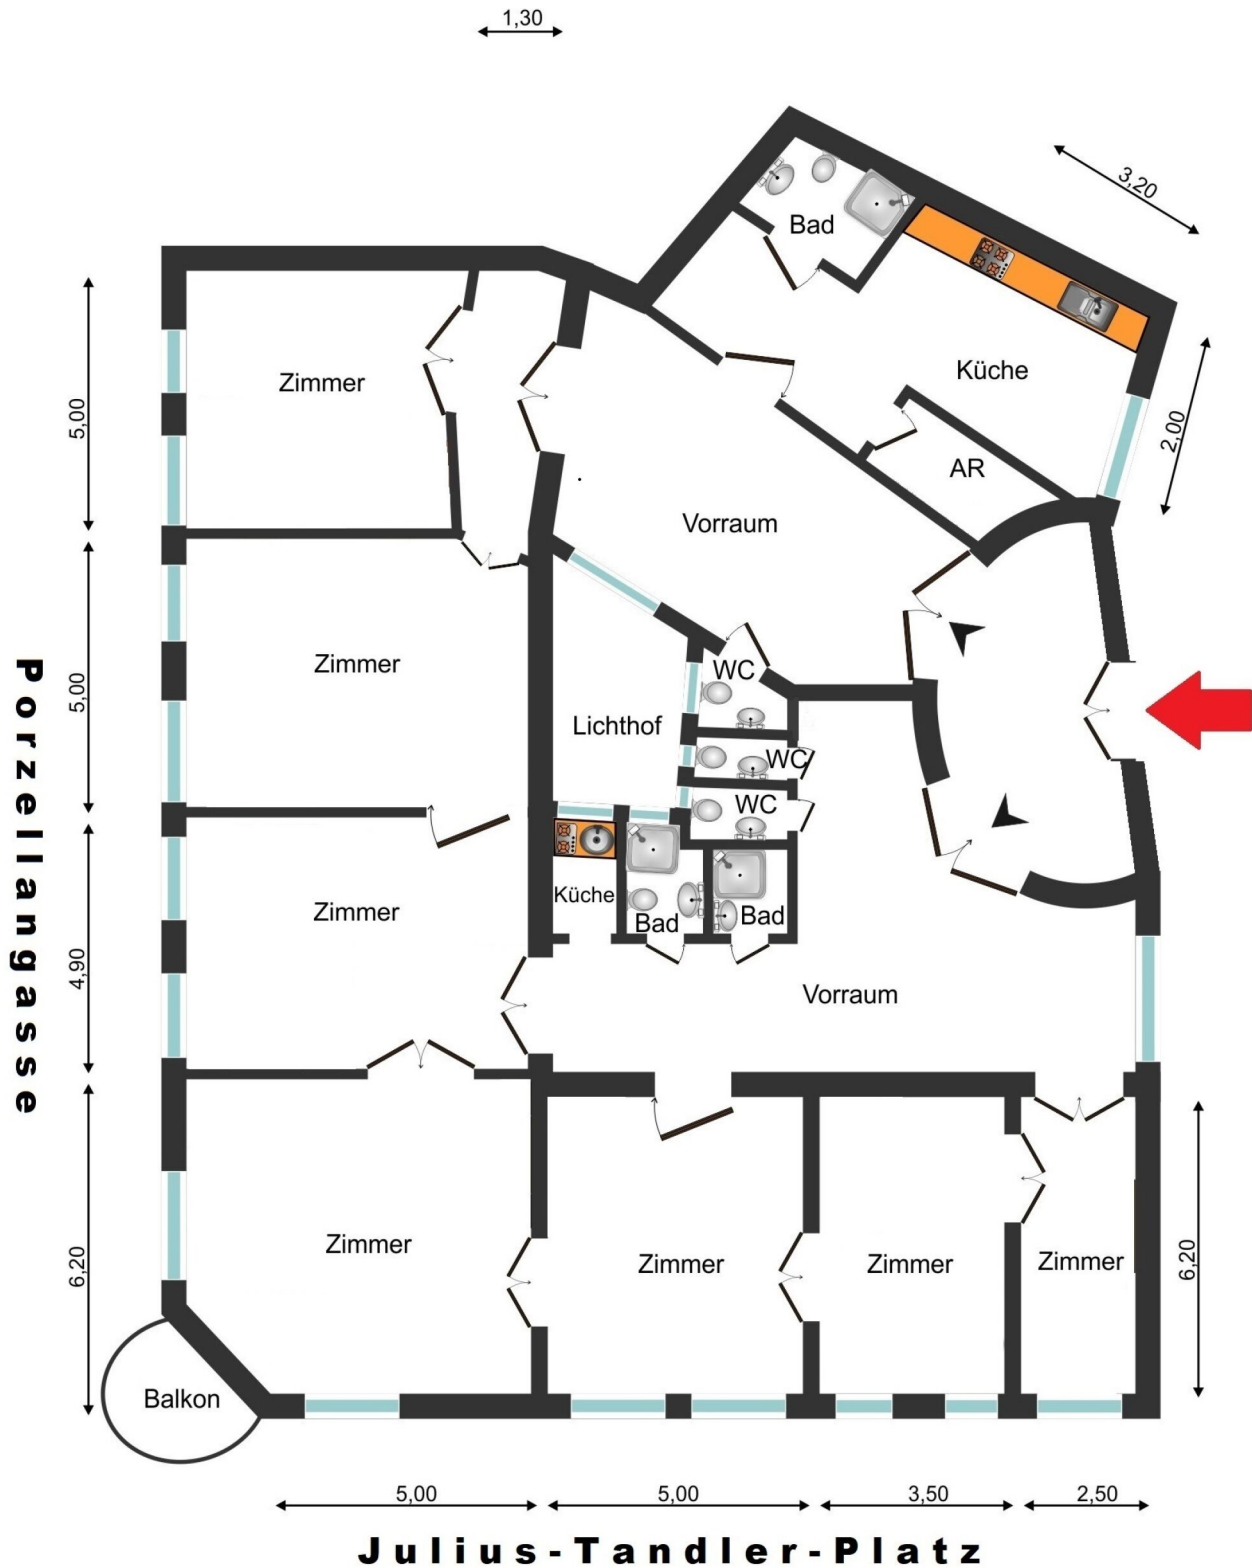 1,30
3,20
Bad
Zimmer
Küche
5,00
2,00
AR
Vorraum
Zimmer
WC
5,00
Lichthof
WC
WC
Porzellangasse
Küche
Zimmer
Bad
Bad
4,90
Vorraum
Zimmer
Zimmer
Zimmer
Zimmer
6,20
6,20
Balkon
5,00
5,00
3,50
2,50
Julius-Tandler-Platz